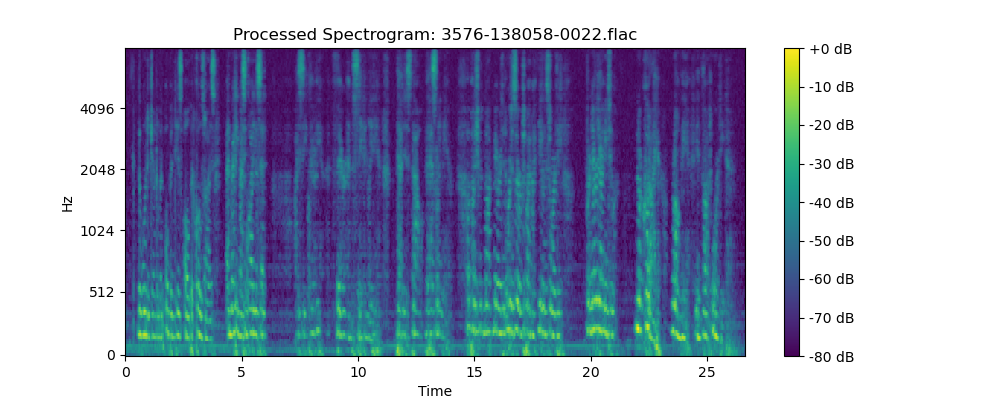 Processed Spectrogram: 3576-138058-0022.flac
Hz
4096
2048
1024
512
0
0 5 10 15 20 25
Time
+0 dB
-10 dB
-20 dB
-30 dB
-40 dB
-50 dB
-60 dB
-70 dB
-80 dB